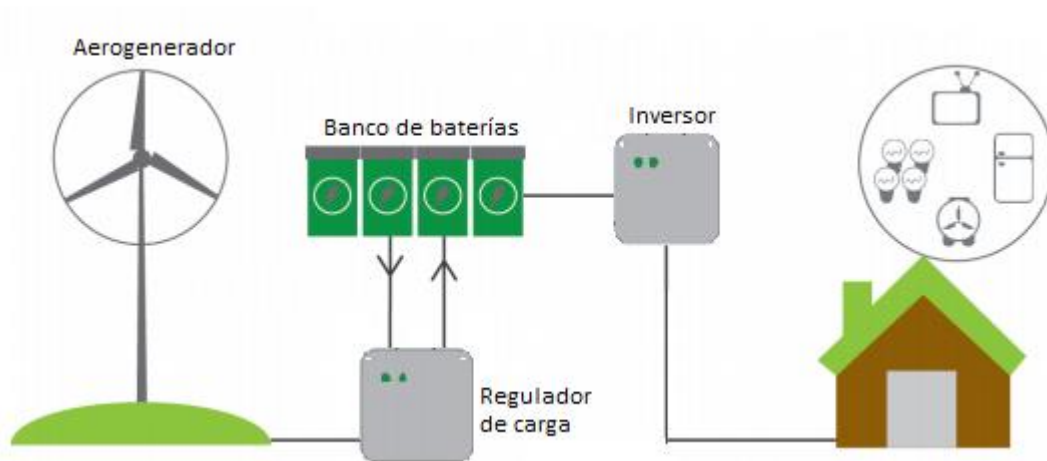 Aerogenerador
Banco de baterías
Inversor
Regulador
de carga